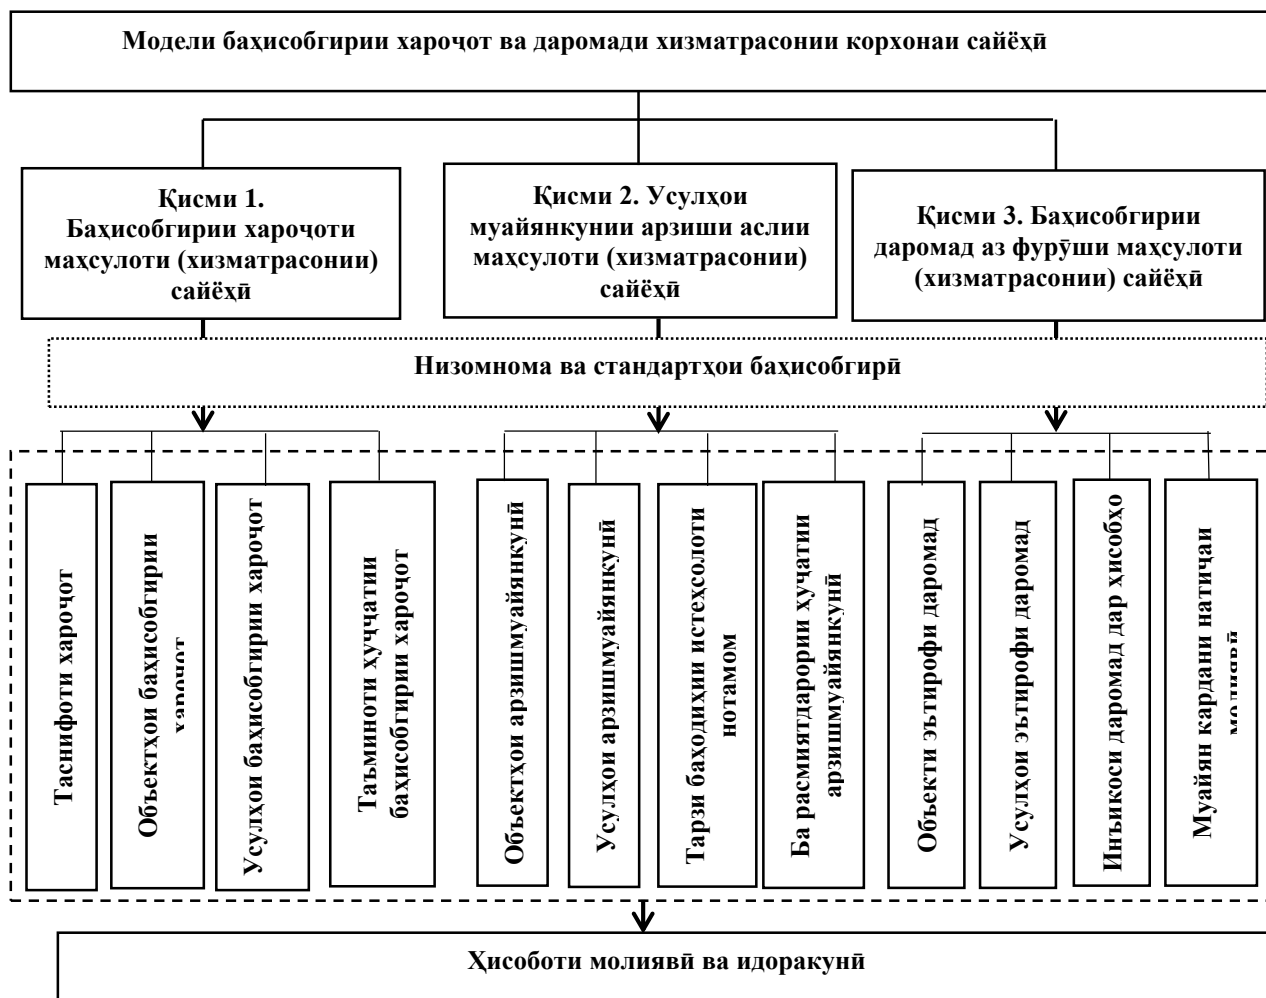 Модели баҳисобгирии хароҷот ва даромади хизматрасонии корхонаи сайёҳӣ
Қисми 1.
Баҳисобгирии хароҷоти
маҳсулоти (хизматрасонии)
сайёҳӣ
Қисми 2. Усулҳои
муайянкунии арзиши аслии
маҳсулоти (хизматрасонии)
сайёҳӣ
Қисми 3. Баҳисобгирии
даромад аз фурӯши маҳсулоти
(хизматрасонии) сайёҳӣ
Низомнома ва стандартҳои баҳисобгирӣ
Таснифоти хароҷот
Объектҳои баҳисобгирии
хароҷот
Усулҳои баҳисобгирии хароҷот
Таъминоти ҳуҷҷатии
баҳисобгирии хароҷот
Объектҳои арзишмуайянкунӣ
Усулҳои арзишмуайянкунӣ
Тарзи баҳодиҳии истеҳсолоти
нотамом
Ба расмиятдарории ҳуҷатии
арзишмуайянкунӣ
Объекти эътирофи даромад
Усулҳои эътирофи даромад
Инъикоси даромад дар ҳисобҳо
Муайян кардани натиҷаи
молиявӣ
Ҳисоботи молиявӣ ва идоракунӣ